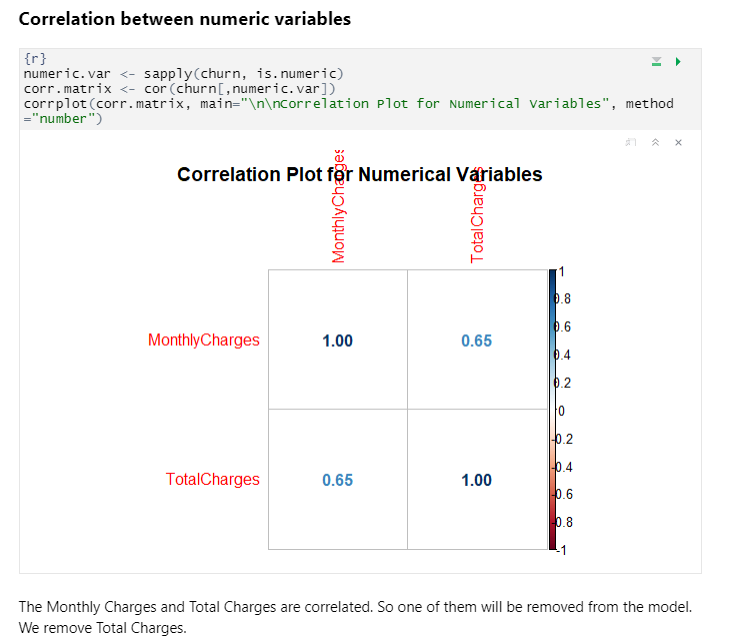 Correlation between numeric variables
{r}
numeric.var <- sapply(churn, is.numeric)
corr.matrix <- cor(churn[,numeric.var])
corrplot(corr.matrix, main="\n\nCorrelation Plot for Numerical Variables", method
="number")
Correlation Plot for Numerical Variables
MonthlyCharges
TotalCharges
1
0.8
MonthlyCharges 1.00 0.65
0.6
0.4
0.2
0
-0.2
-0.4
TotalCharges 0.65 1.00
-0.6
-0.8
-1
The Monthly Charges and Total Charges are correlated. So one of them will be removed from the model.
We remove Total Charges.